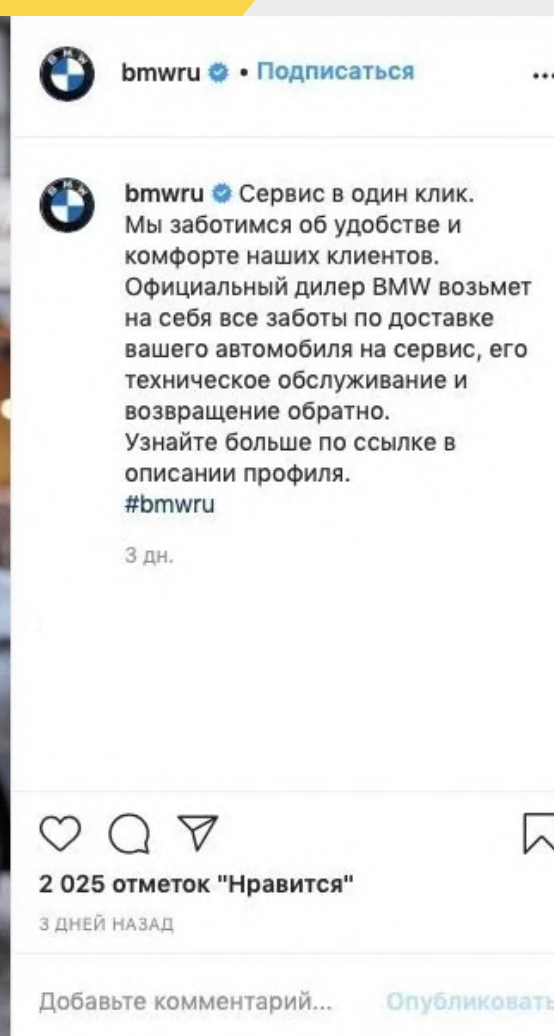 bmwru • Подписаться
bmwru Сервис в один клик.
Мы заботимся об удобстве и
комфорте наших клиентов.
Официальный дилер BMW возьмет
на себя все заботы по доставке
вашего автомобиля на сервис, его
техническое обслуживание и
возвращение обратно.
Узнайте больше по ссылке в
описании профиля.
#bmwru
3 дн.
2 025 отметок "Нравится"
3 ДНЕЙ НАЗАД
Добавьте комментарий... Опубликовать